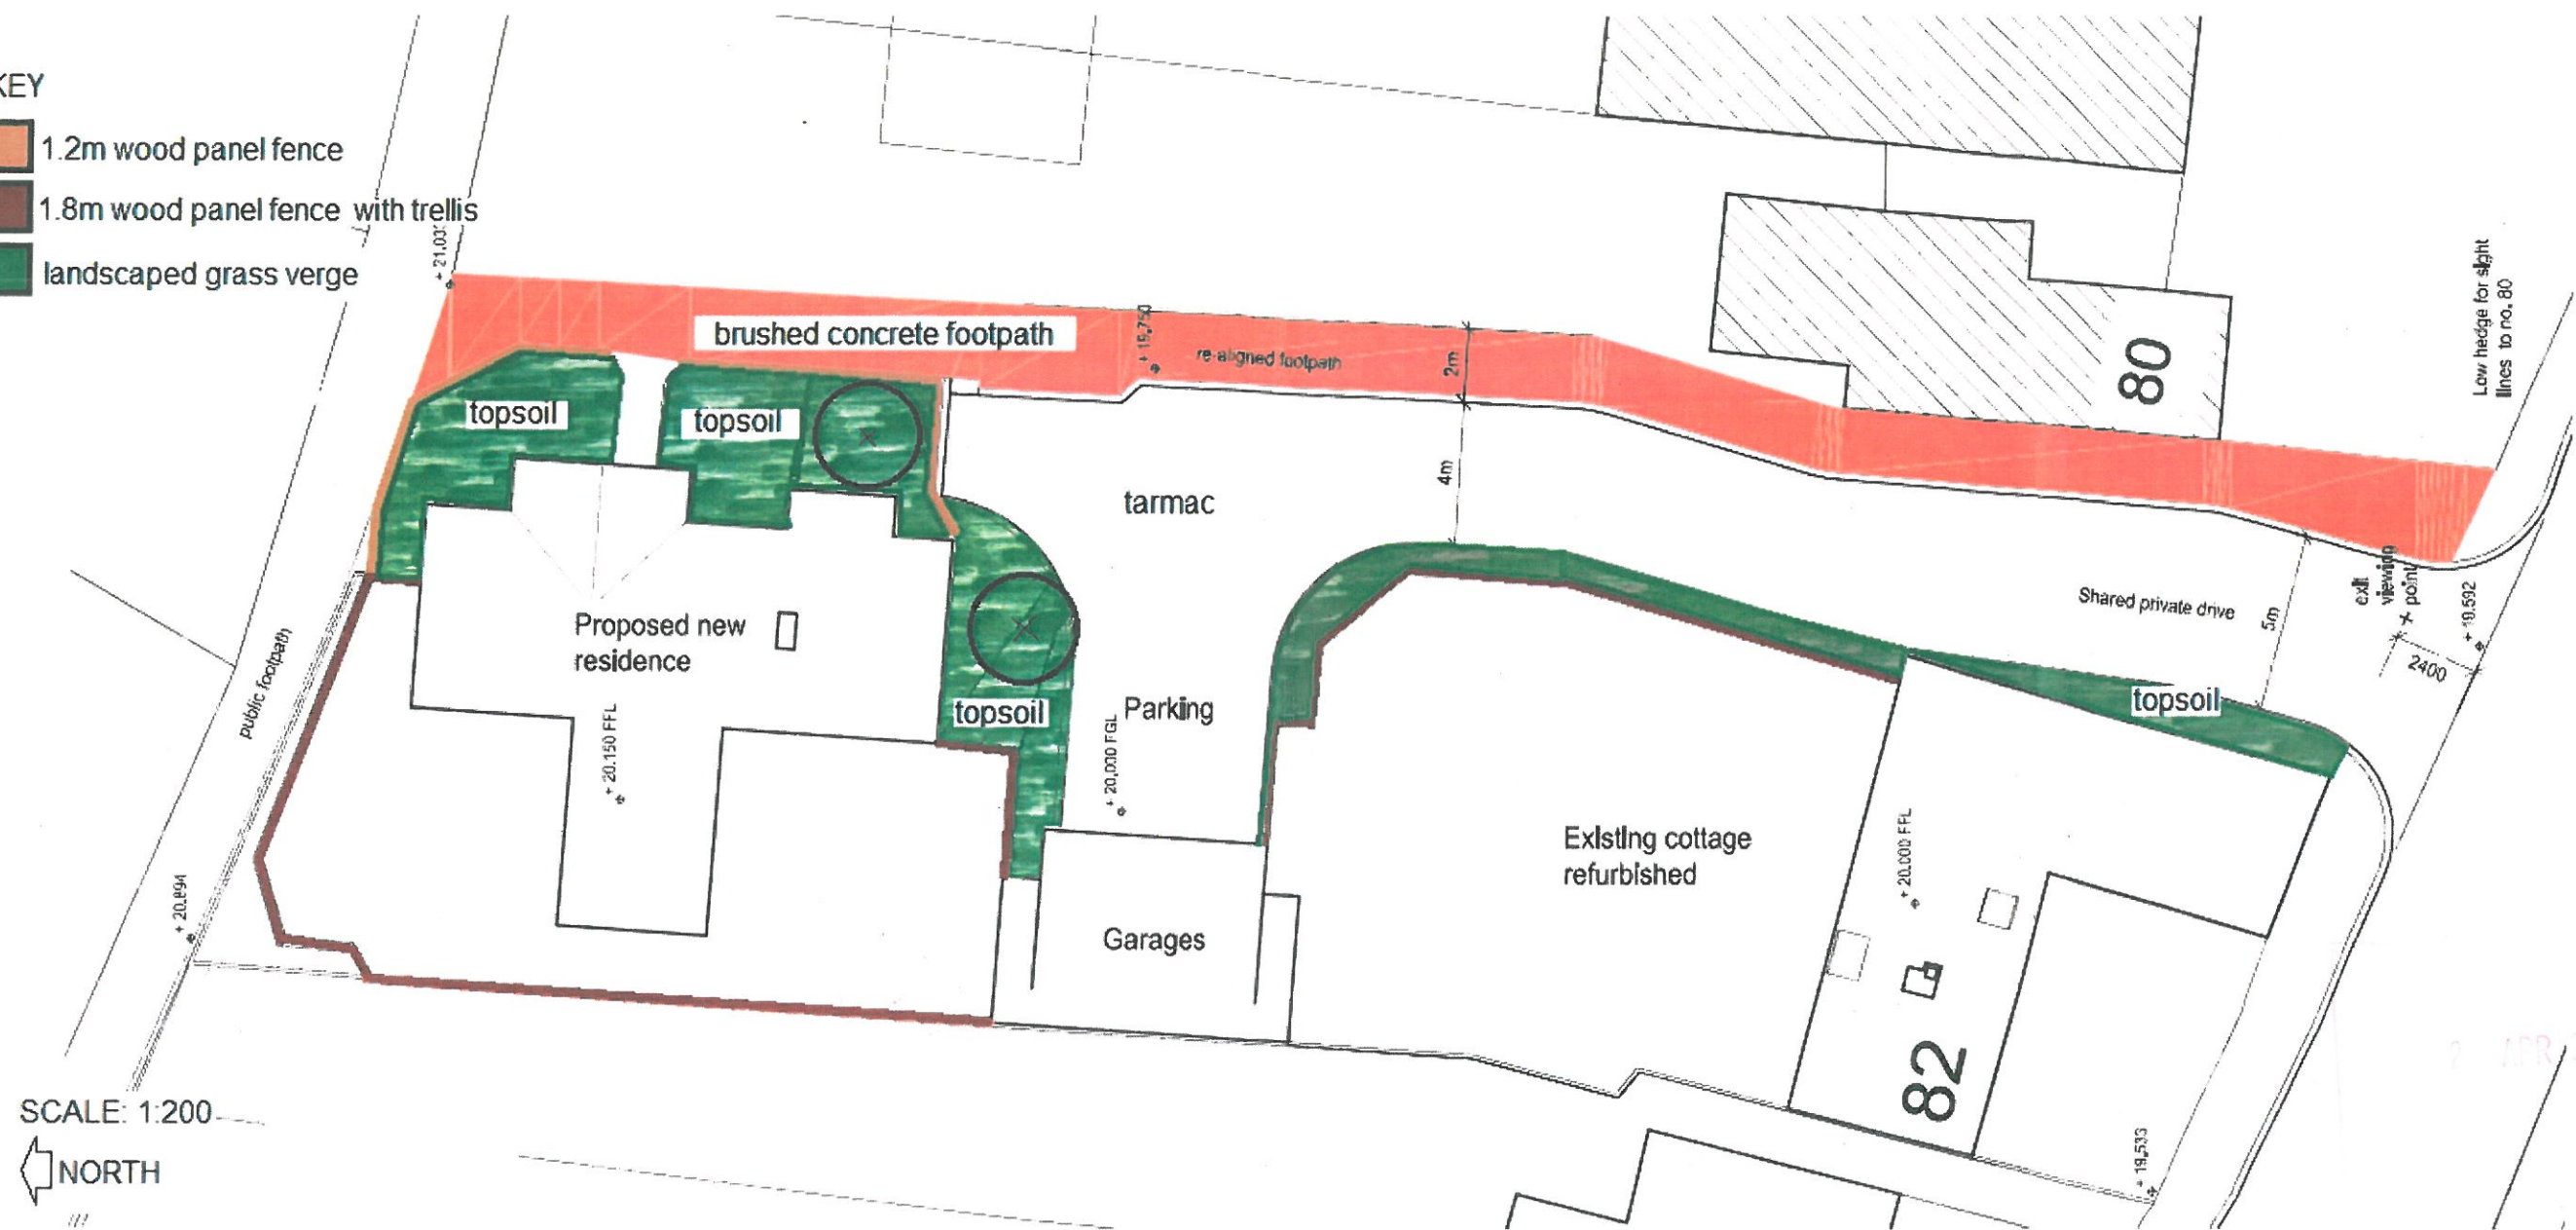 KEY
1.2m wood panel fence
1.8m wood panel fence with trellis
landscaped grass verge
brushed concrete footpath
re-aligned footpath
2m
4m
80
Low hedge for sight
lines to no. 80
topsoil
topsoil
tarmac
Proposed new
residence
public footpath
+ 20.150 FFL
topsoil
Parking
+ 20,000 FGL
Shared private drive
5m
exit
viewing
point
+ 19.592
2400
topsoil
Existing cottage
refurbished
+ 20.000 FFL
Garages
+ 20.894
82
+ 19.533
SCALE: 1:200
NORTH